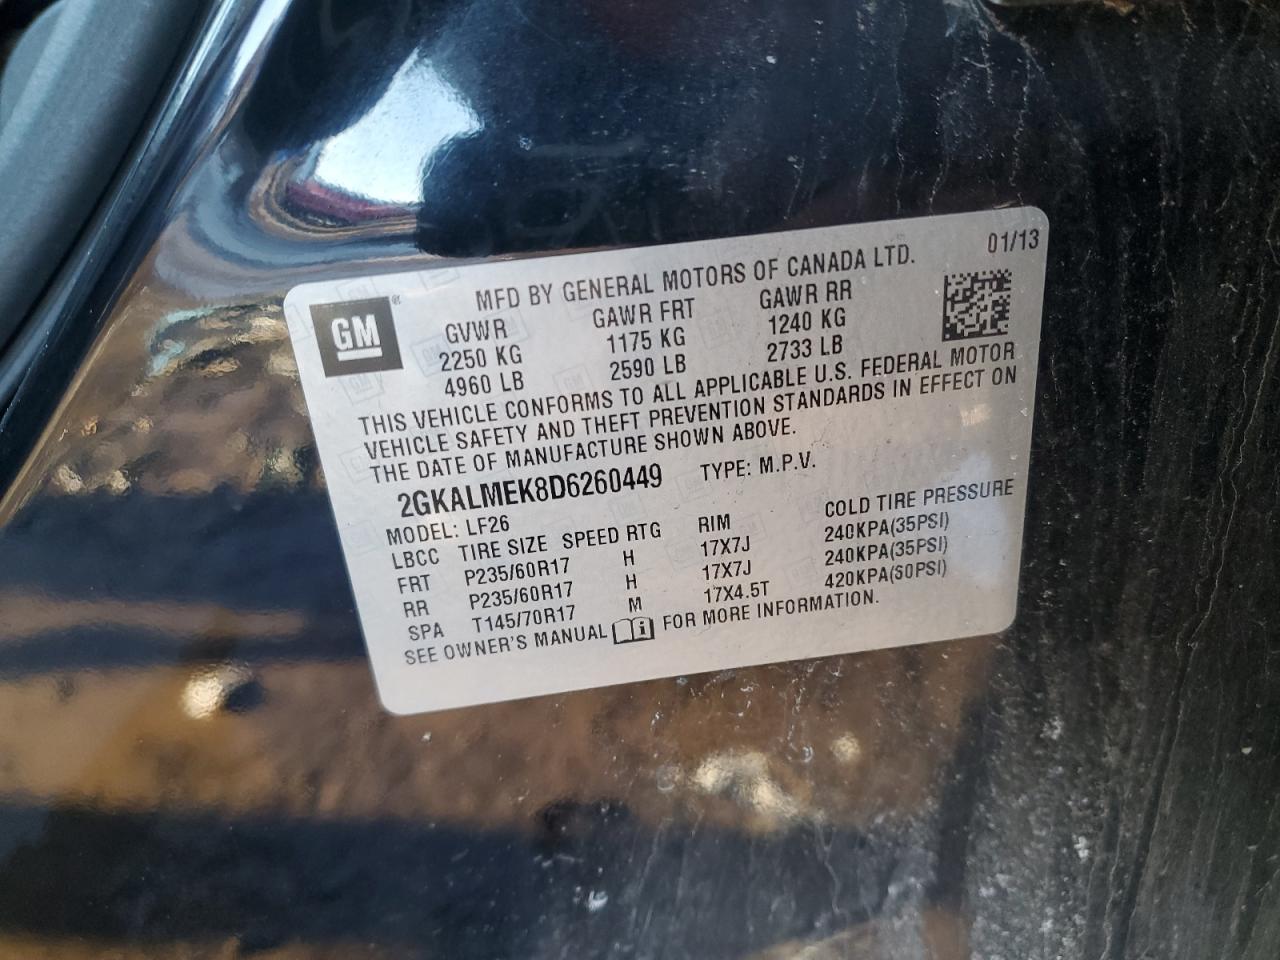 GM
MFD BY GENERAL MOTORS OF CANADA LTD.
01/13
GVWR GAWR FRT GAWR RR
2250 KG 1175 KG 1240 KG
4960 LB 2590 LB 2733 LB
THIS VEHICLE CONFORMS TO ALL APPLICABLE U.S. FEDERAL MOTOR
VEHICLE SAFETY AND THEFT PREVENTION STANDARDS IN EFFECT ON
THE DATE OF MANUFACTURE SHOWN ABOVE.
2GKALMEK8D6260449 TYPE: M.P.V.
MODEL: LF26
LBCC TIRE SIZE SPEED RTG RIM COLD TIRE PRESSURE
FRT P235/60R17 H 17X7J 240KPA(35PSI)
RR P235/60R17 H 17X7J 240KPA(35PSI)
SPA T145/70R17 M 17X4.5T 420KPA(50PSI)
SEE OWNER'S MANUAL FOR MORE INFORMATION.